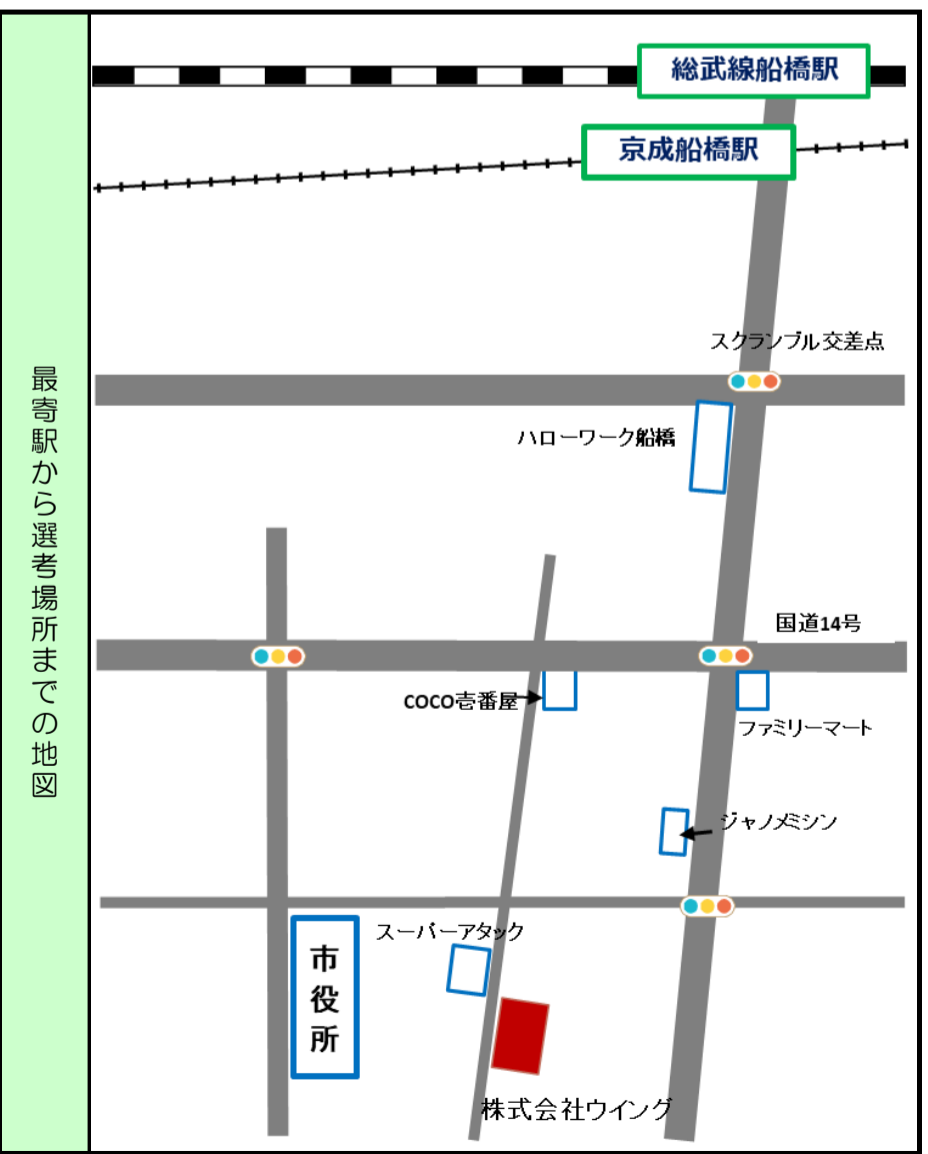 最寄駅から選考場所までの地図
総武線船橋駅
京成船橋駅
スクランブル交差点
ハローワーク船橋
国道14号
COCO壱番屋
ファミリーマート
ジャノメミシン
スーパーアタック
市役所
株式会社ウイング